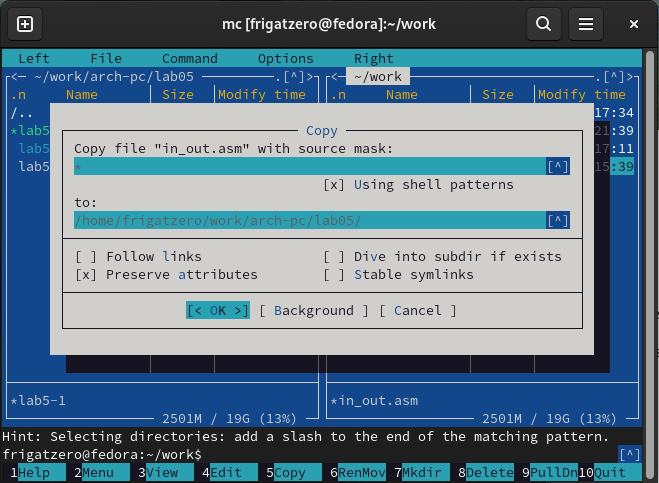 mc [frigatzero@fedora]:~/work
Left File Command Options Right
<─ ~/work/arch-pc/lab05 .[^]> <─ ~/work .[^]>
.n Name Size Modify time .n Name Size Modify time
/.. 17:34
*lab5 21:39
lab5 17:11
lab5 15:39
Copy
Copy file "in_out.asm" with source mask:
* [^]
[x] Using shell patterns
to:
/home/frigatzero/work/arch-pc/lab05/ [^]
[ ] Follow links [ ] Dive into subdir if exists
[x] Preserve attributes [ ] Stable symlinks
[< OK >] [ Background ] [ Cancel ]
*lab5-1 *in_out.asm
2501M / 19G (13%) 2501M / 19G (13%)
Hint: Selecting directories: add a slash to the end of the matching pattern.
frigatzero@fedora:~/work$ [^]
1Help 2Menu 3View 4Edit 5Copy 6RenMov 7Mkdir 8Delete 9PullDn 10Quit